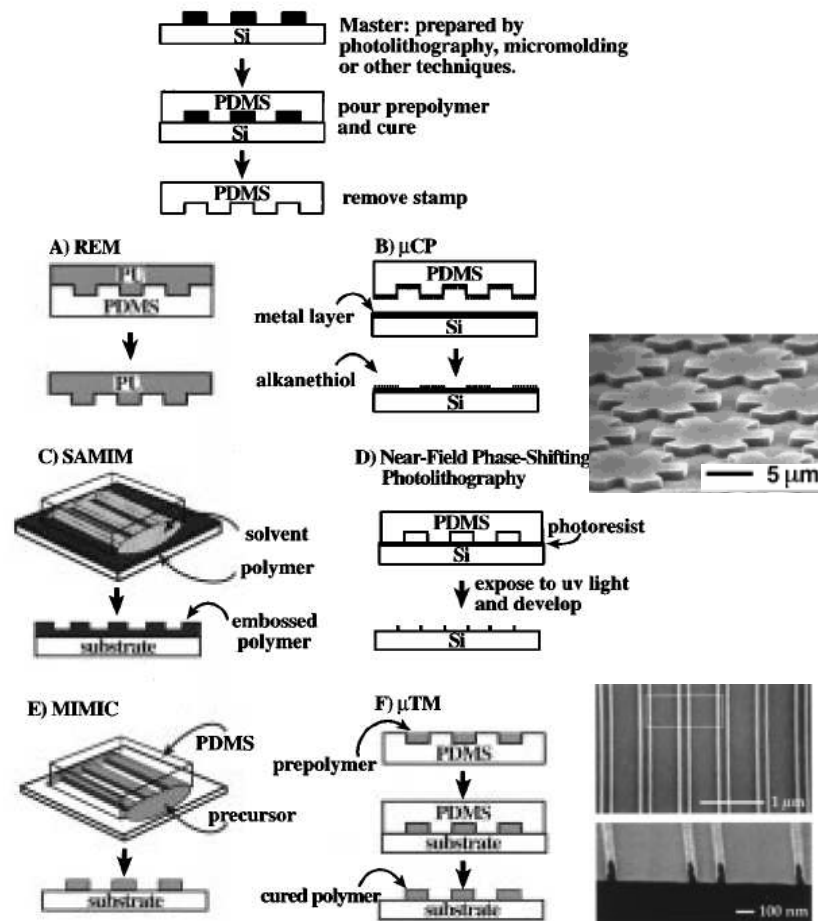 Master: prepared by
photolithography, micromolding
or other techniques.
Si
PDMS
Si
pour prepolymer
and cure
PDMS
remove stamp
A) REM
PU
PDMS
PU
B) μCP
PDMS
metal layer
Si
alkanethiol
Si
5 μm
C) SAMIM
solvent
polymer
embossed
polymer
substrate
D) Near-Field Phase-Shifting
Photolithography
PDMS
photoresist
Si
expose to uv light
and develop
Si
E) MIMIC
PDMS
precursor
substrate
F) μTM
prepolymer
PDMS
PDMS
substrate
cured polymer
substrate
1 μm
100 nm